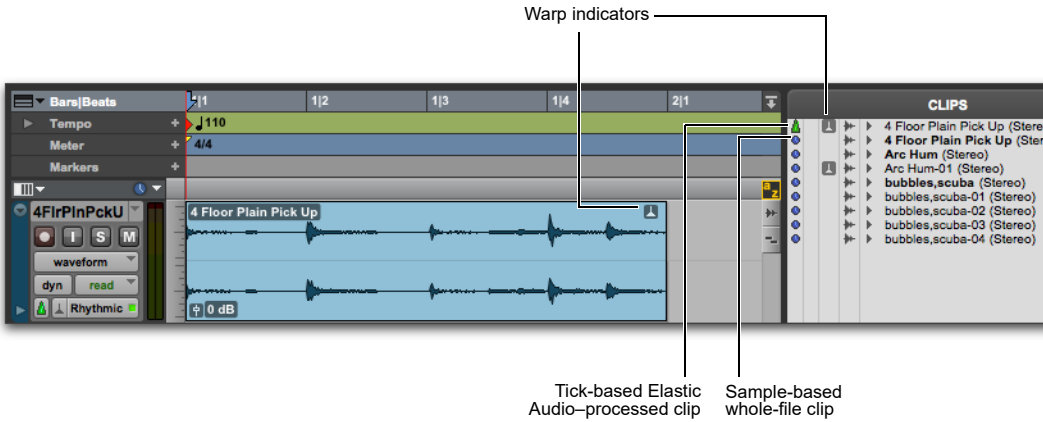 Warp indicators
Bars|Beats
1|1
1|2
1|3
1|4
2|1
CLIPS
Tempo
+
110
4 Floor Plain Pick Up (Stere
Meter
+
4/4
4 Floor Plain Pick Up (Ster
Arc Hum (Stereo)
Markers
+
Arc Hum-01 (Stereo)
bubbles,scuba (Stereo)
a
z
bubbles,scuba-01 (Stereo)
4FlrPlnPckU
4 Floor Plain Pick Up
bubbles,scuba-02 (Stereo)
bubbles,scuba-03 (Stereo)
I
S
M
bubbles,scuba-04 (Stereo)
waveform
dyn
read
Rhythmic
0 dB
Tick-based Elastic
Audio–processed clip
Sample-based
whole-file clip